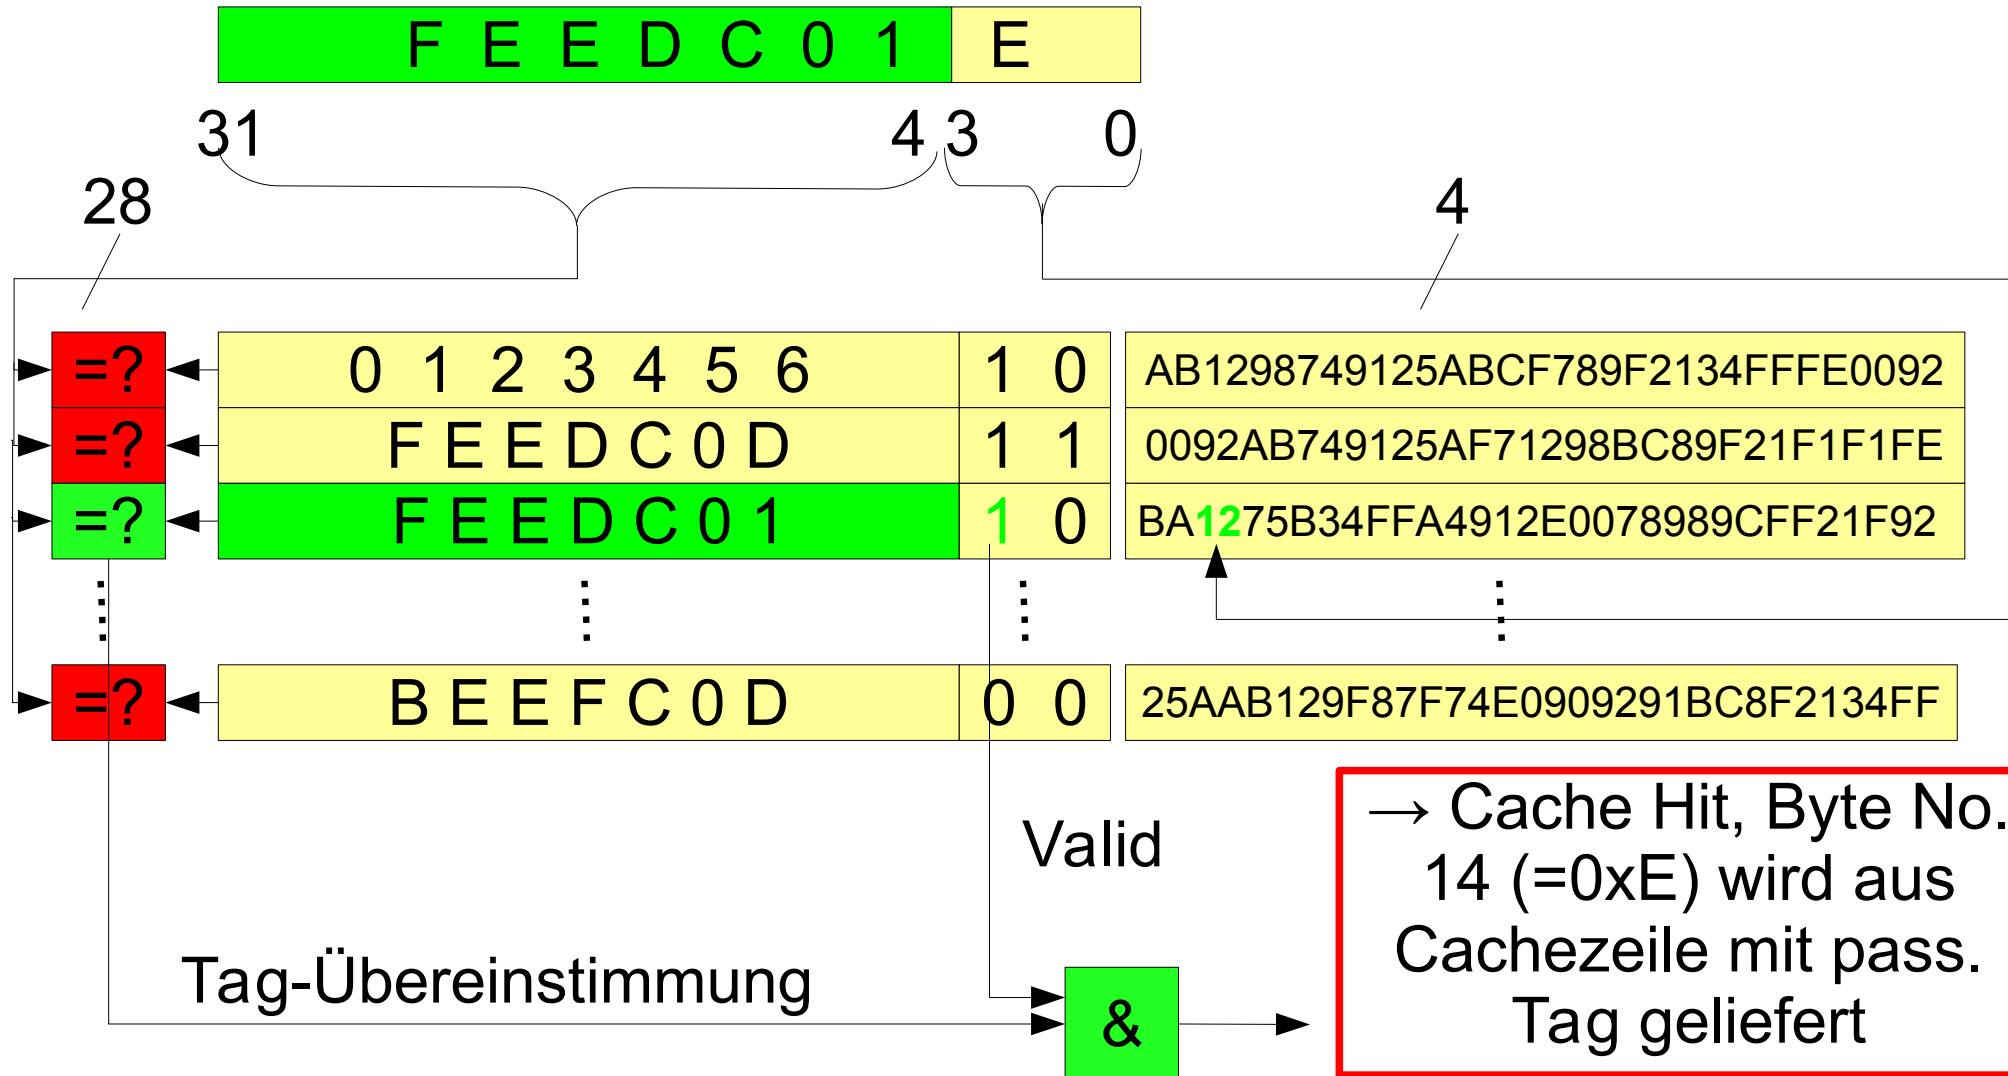 F E E D C 0 1 E
31 4 3 0
28 4
=? 0 1 2 3 4 5 6 1 0 AB1298749125ABCF789F2134FFFE0092
=? F E E D C 0 D 1 1 0092AB749125AF71298BC89F21F1F1FE
=? F E E D C 0 1 1 0 BA1275B34FFA4912E0078989CFF21F92
=? B E E F C 0 D 0 0 25AAB129F87F74E0909291BC8F2134FF
Valid
Tag-Übereinstimmung
&
→ Cache Hit, Byte No.
14 (=0xE) wird aus
Cachezeile mit pass.
Tag geliefert